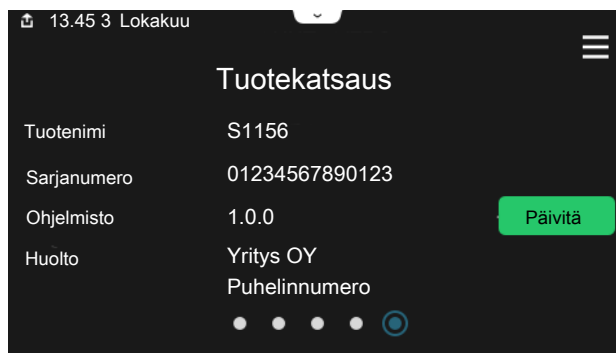 13.45 3 Lokakuu
Tuotekatsaus
Tuotenimi S1156
Sarjanumero 01234567890123
Ohjelmisto 1.0.0 Päivitä
Huolto Yritys OY
Puhelinnumero